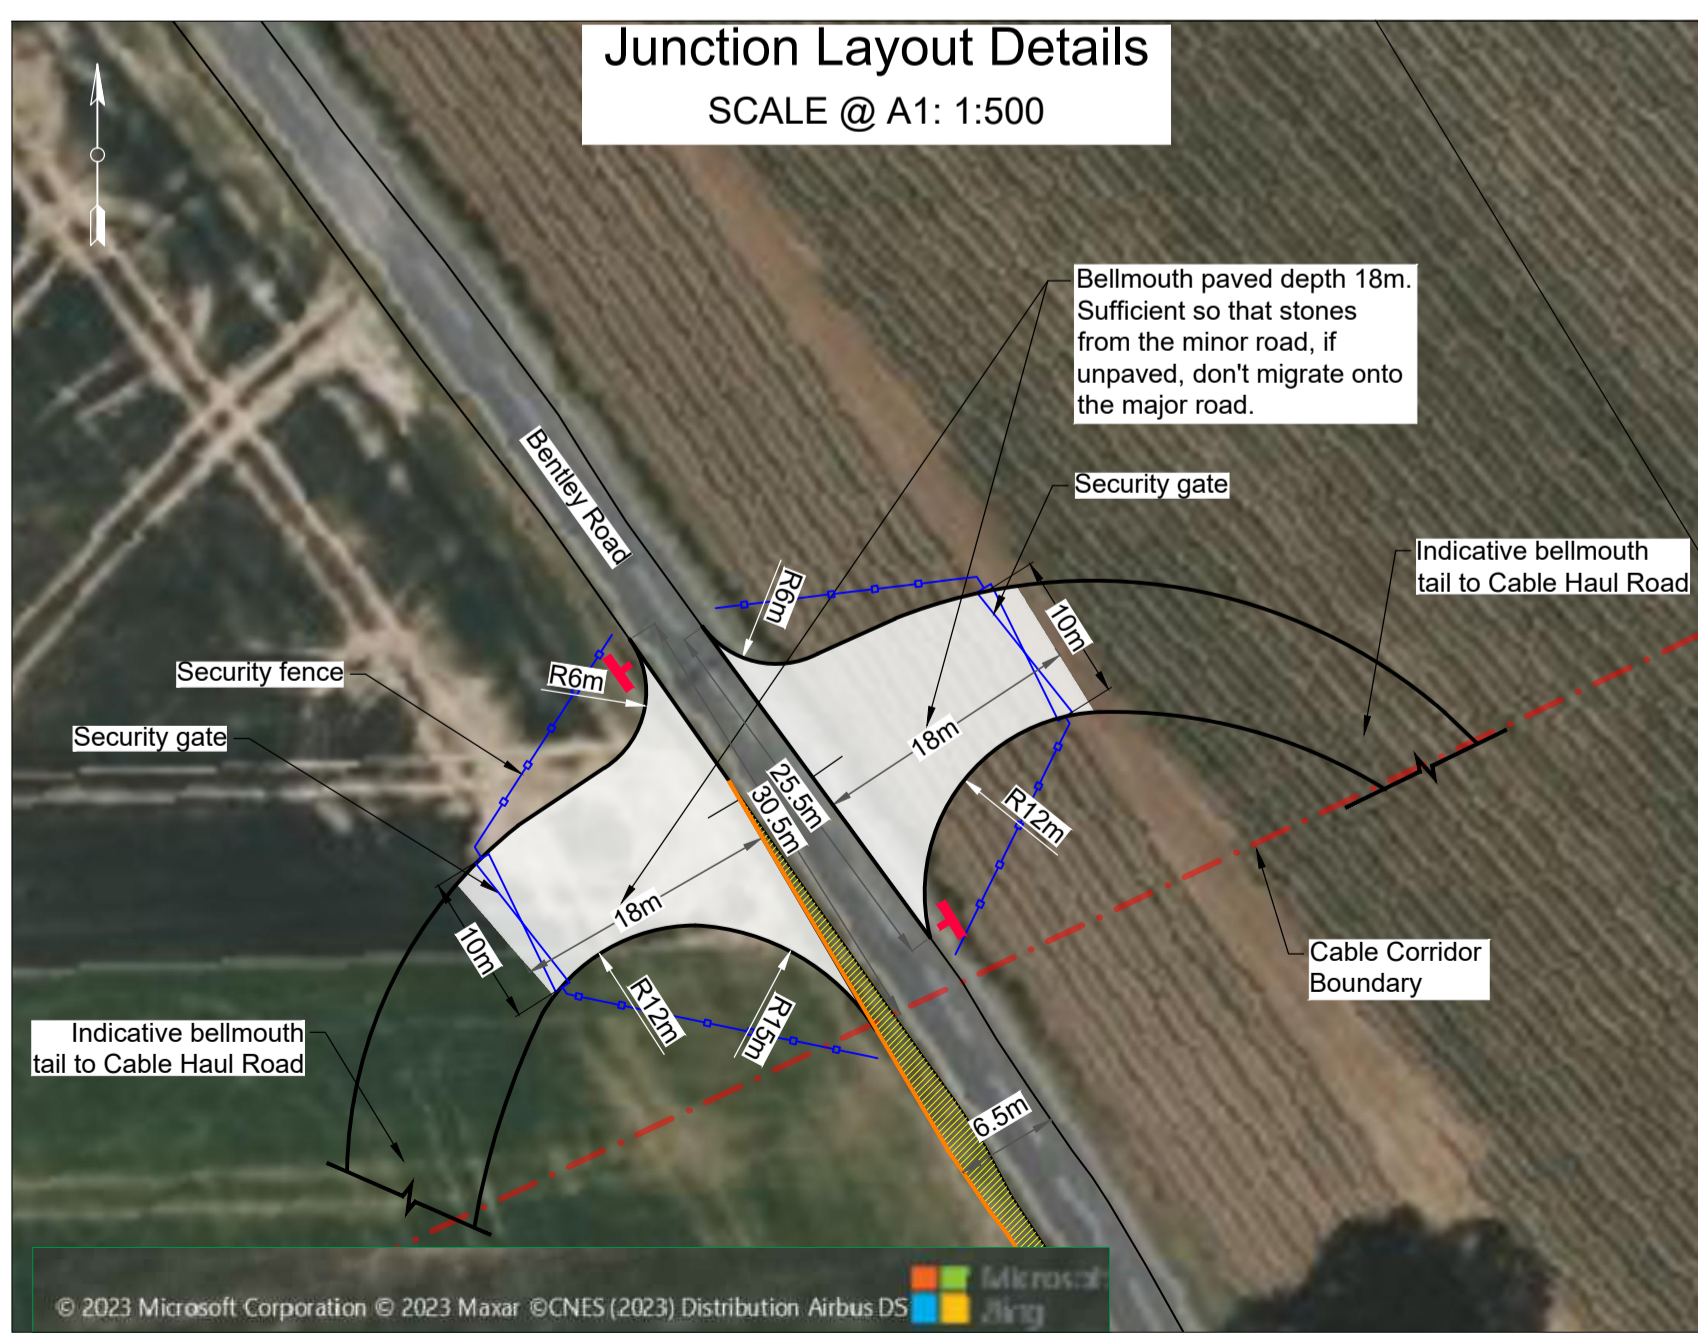 Junction Layout Details
SCALE @ A1: 1:500
Bellmouth paved depth 18m.
Sufficient so that stones
from the minor road, if
unpaved, don't migrate onto
the major road.
Bentley Road
Security gate
Indicative bellmouth
tail to Cable Haul Road
R6m
10m
Security fence
R6m
Security gate
18m
25.5m
30.5m
R12m
18m
10m
Cable Corridor
Boundary
R12m
R15m
Indicative bellmouth
tail to Cable Haul Road
6.5m
© 2023 Microsoft Corporation © 2023 Maxar ©CNES (2023) Distribution Airbus DS
Microsoft
Bing